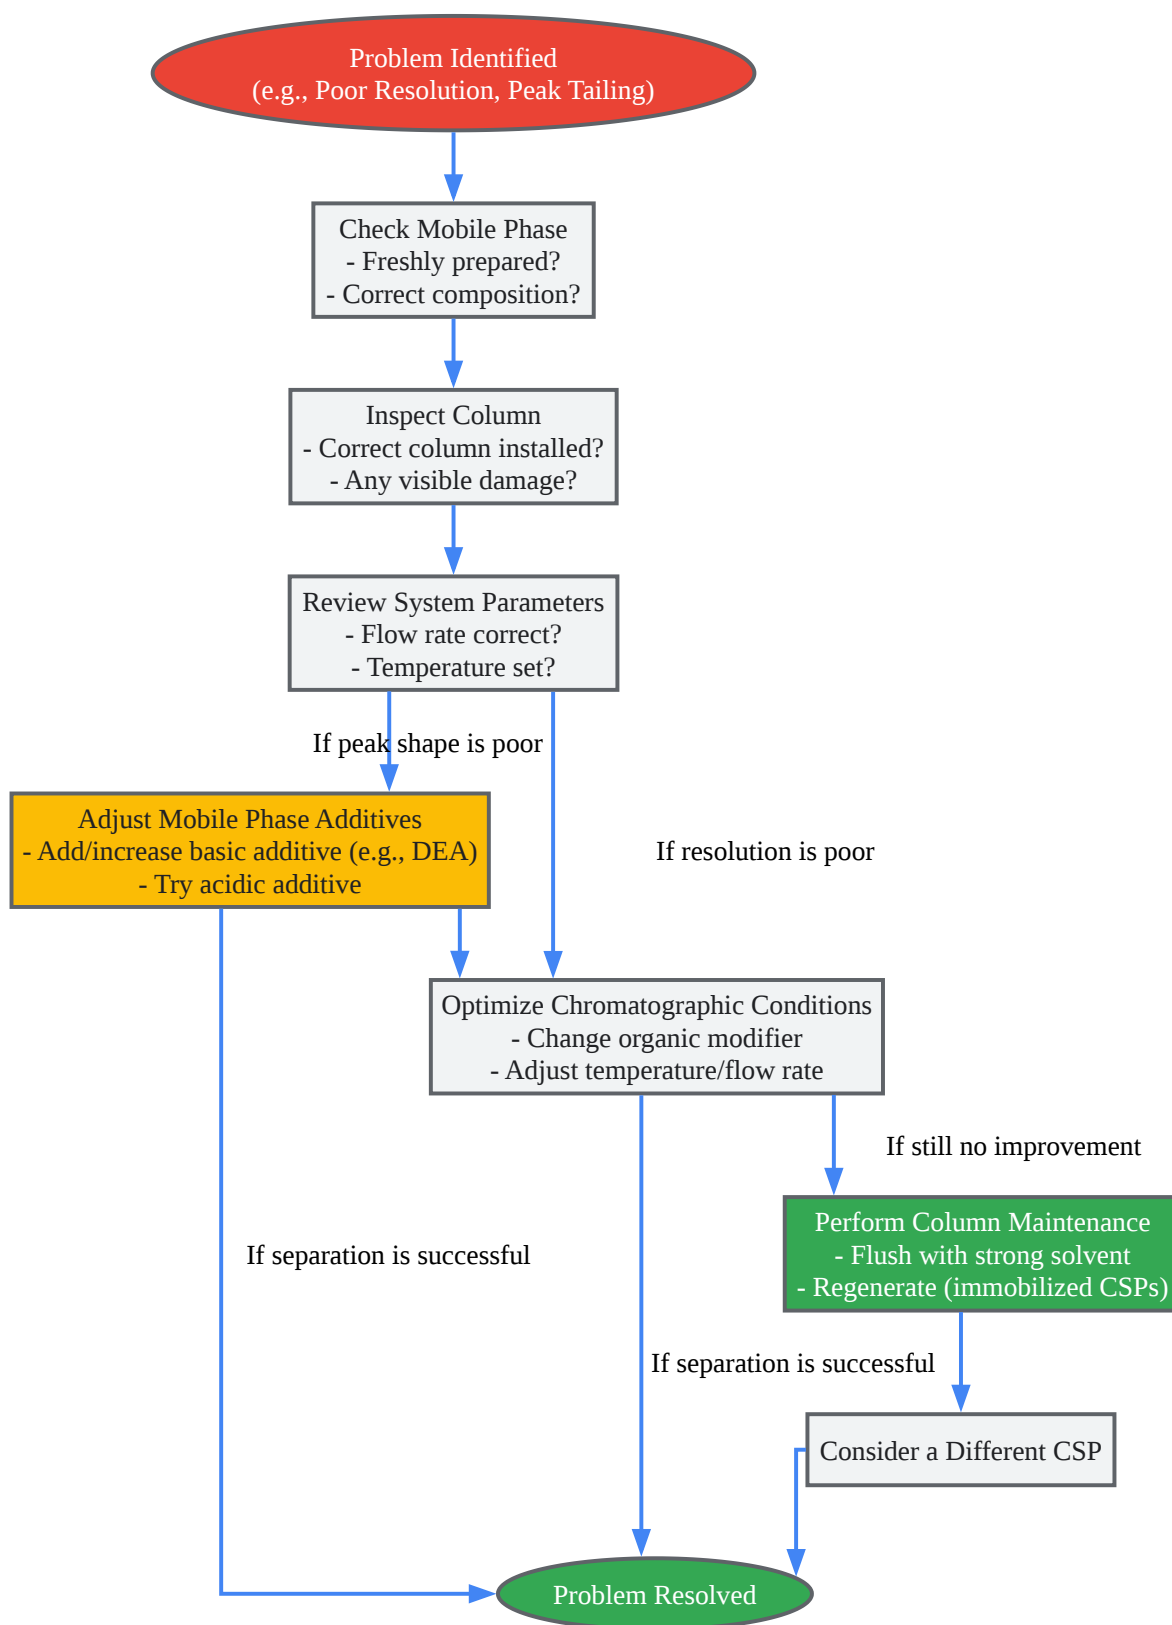 Problem Identified
(e.g., Poor Resolution, Peak Tailing)
Check Mobile Phase
- Freshly prepared?
- Correct composition?
Inspect Column
- Correct column installed?
- Any visible damage?
Review System Parameters
- Flow rate correct?
- Temperature set?
If peak shape is poor
Adjust Mobile Phase Additives
- Add/increase basic additive (e.g., DEA)
- Try acidic additive
If resolution is poor
Optimize Chromatographic Conditions
- Change organic modifier
- Adjust temperature/flow rate
If still no improvement
Perform Column Maintenance
- Flush with strong solvent
- Regenerate (immobilized CSPs)
If separation is successful
If separation is successful
Consider a Different CSP
Problem Resolved